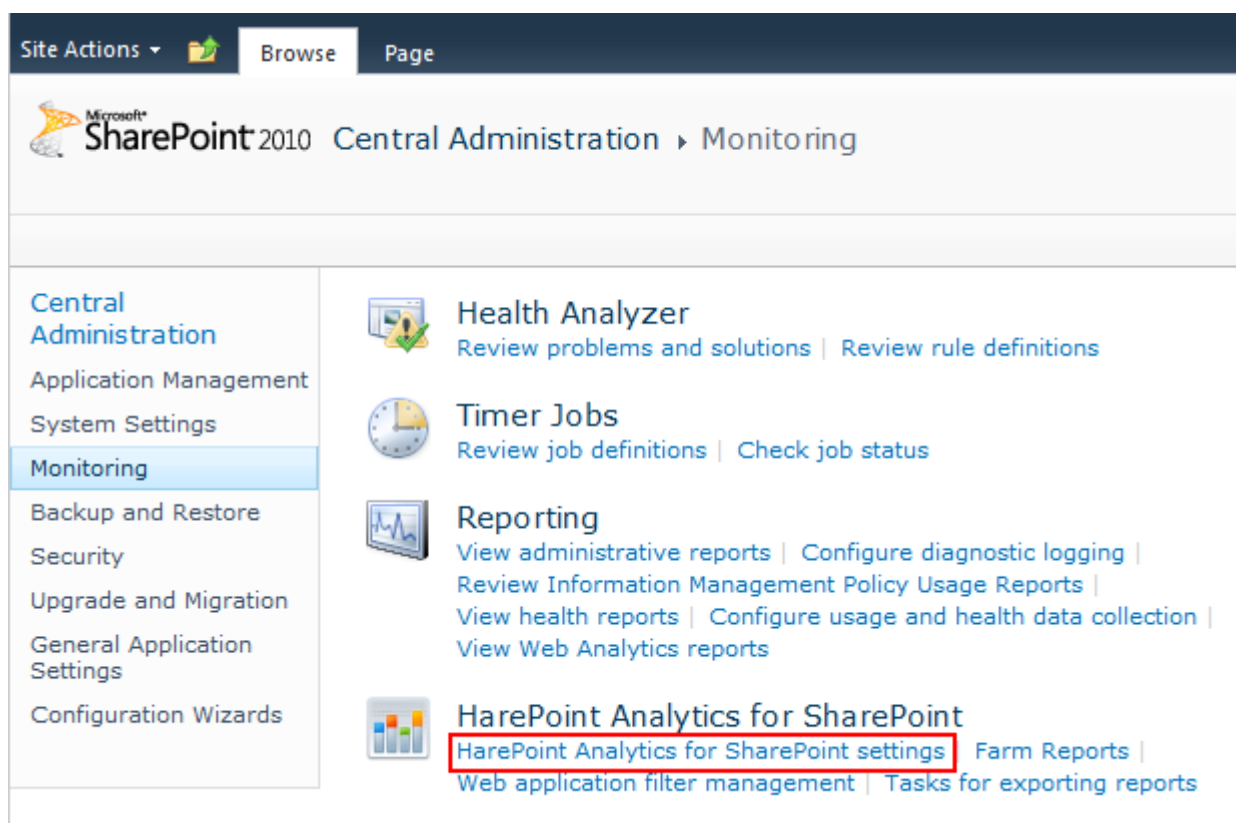 Site Actions Browse Page
Microsoft®
SharePoint 2010 Central Administration Monitoring
Central
Administration
Application Management
System Settings
Monitoring
Backup and Restore
Security
Upgrade and Migration
General Application
Settings
Configuration Wizards
Health Analyzer
Review problems and solutions | Review rule definitions
Timer Jobs
Review job definitions | Check job status
Reporting
View administrative reports | Configure diagnostic logging |
Review Information Management Policy Usage Reports |
View health reports | Configure usage and health data collection |
View Web Analytics reports
HarePoint Analytics for SharePoint
HarePoint Analytics for SharePoint settings | Farm Reports |
Web application filter management | Tasks for exporting reports